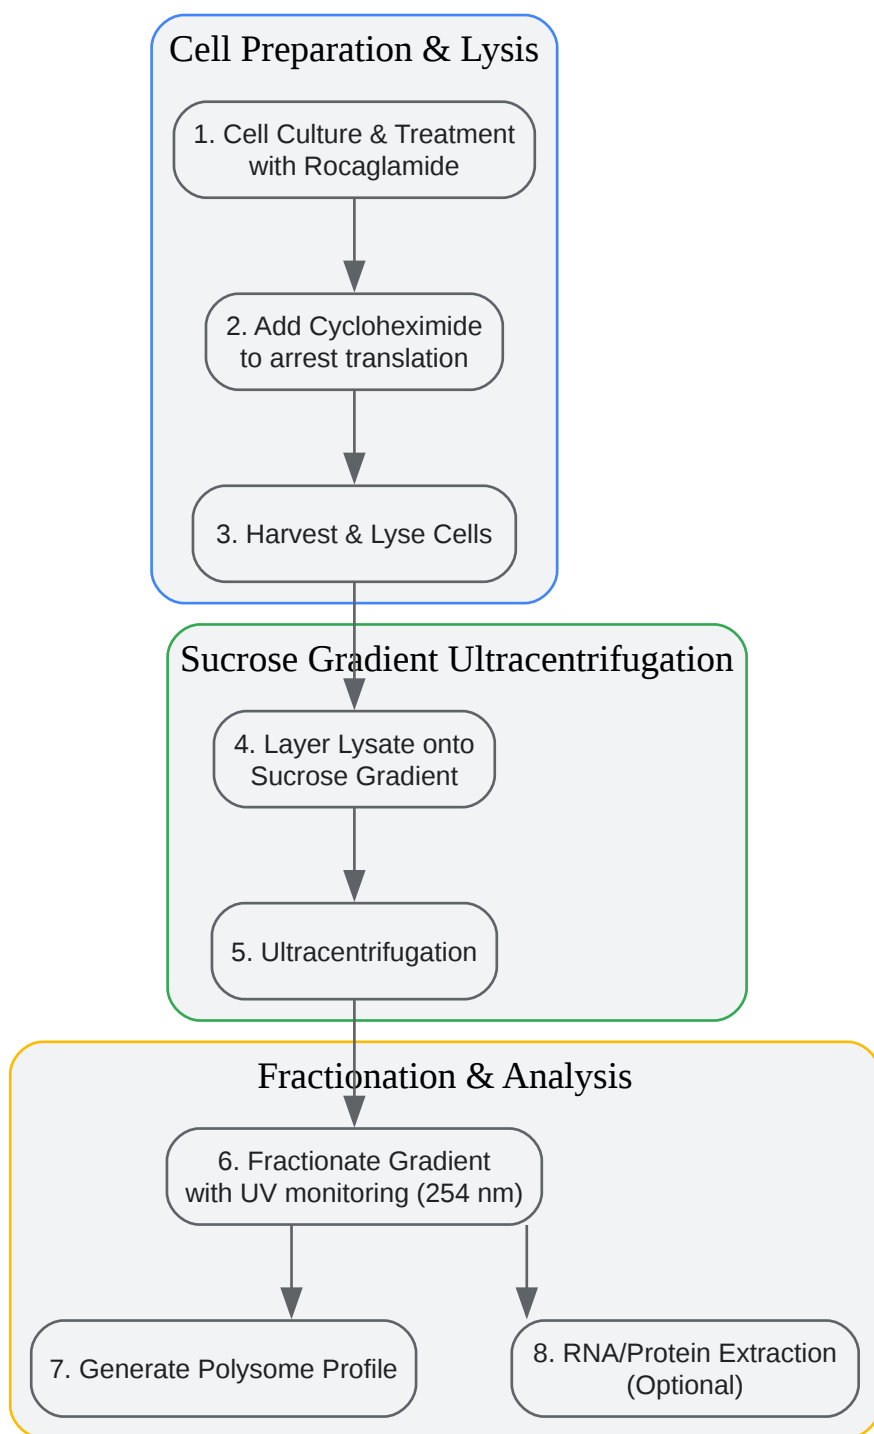 Cell Preparation & Lysis
1. Cell Culture & Treatment
with Rocaglamide
2. Add Cycloheximide
to arrest translation
3. Harvest & Lyse Cells
Sucrose Gradient Ultracentrifugation
4. Layer Lysate onto
Sucrose Gradient
5. Ultracentrifugation
Fractionation & Analysis
6. Fractionate Gradient
with UV monitoring (254 nm)
7. Generate Polysome Profile
8. RNA/Protein Extraction
(Optional)